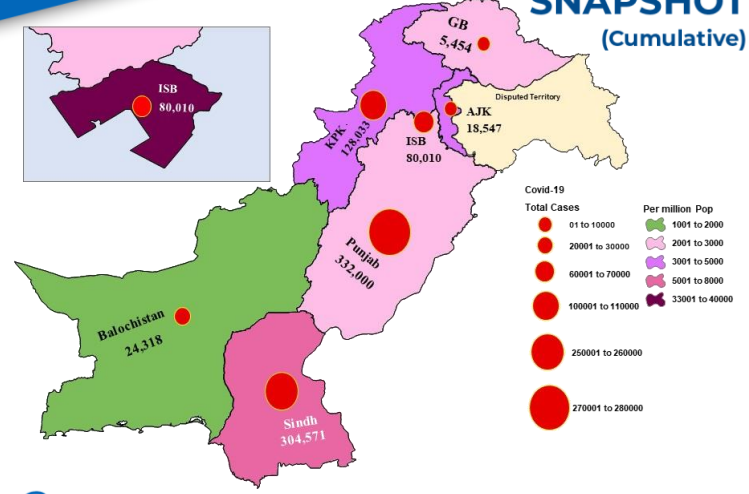 SNAPSHOT
(Cumulative)
GB
5,454
ISB
80,010
Disputed Territory
AJK
18,547
KPK
128,033
ISB
80,010
Punjab
332,000
Balochistan
24,318
Sindh
304,571
Covid-19
Total Cases
01 to 10000
20001 to 30000
60001 to 70000
100001 to 110000
250001 to 260000
270001 to 280000
Per million Pop
1001 to 2000
2001 to 3000
3001 to 5000
5001 to 8000
33001 to 40000